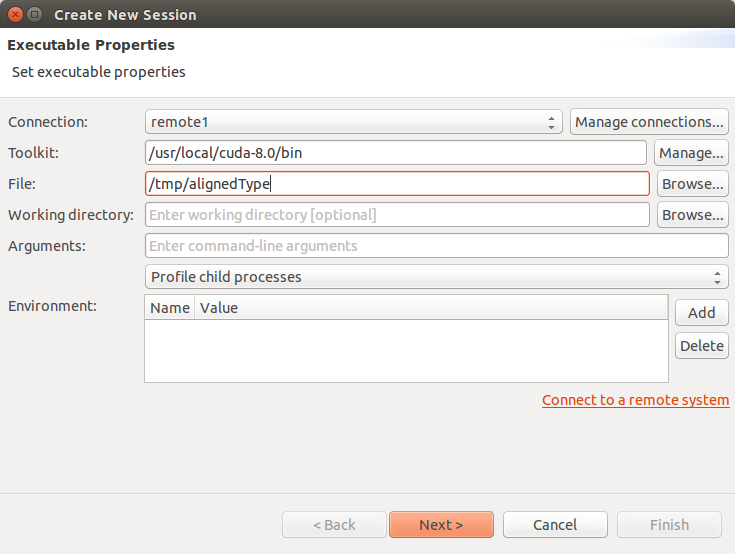 Create New Session
Executable Properties
Set executable properties
Connection: remote1 Manage connections...
Toolkit: /usr/local/cuda-8.0/bin Manage...
File: /tmp/alignedType Browse...
Working directory: Enter working directory [optional] Browse...
Arguments: Enter command-line arguments
Profile child processes
Environment: Name Value Add
Delete
Connect to a remote system
< Back Next > Cancel Finish